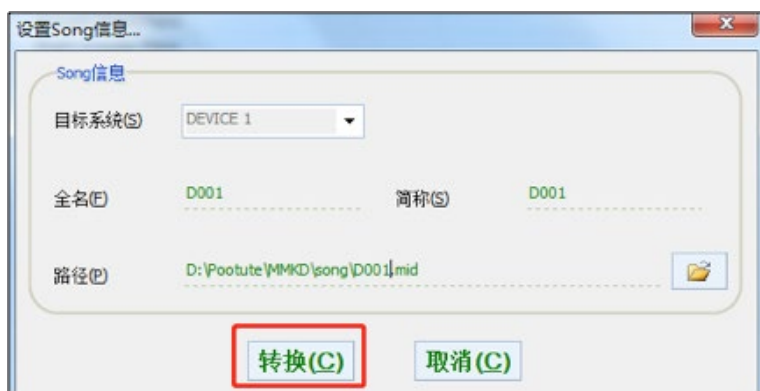 设置Song信息...
Song信息
目标系统(S) DEVICE 1
全名(F) D001 简称(S) D001
路径(P) D:\Pootute\MMKD\song\D001.mid
转换(C) 取消(C)